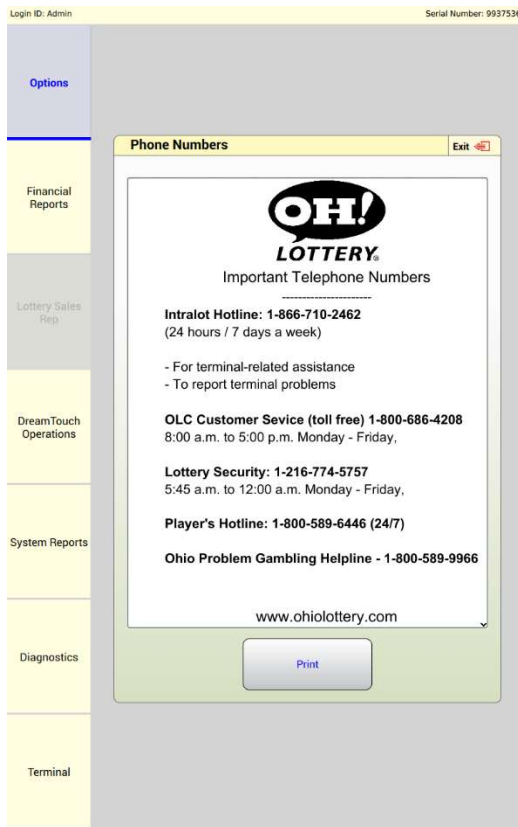 Login ID: Admin
Serial Number: 9937536
Options
Financial
Reports
Lottery Sales
Rep
DreamTouch
Operations
System Reports
Diagnostics
Terminal
Phone Numbers
Exit
OH!
LOTTERY®
Important Telephone Numbers
----------------------
Intralot Hotline: 1-866-710-2462
(24 hours / 7 days a week)
- For terminal-related assistance
- To report terminal problems
OLC Customer Sevice (toll free) 1-800-686-4208
8:00 a.m. to 5:00 p.m. Monday - Friday,
Lottery Security: 1-216-774-5757
5:45 a.m. to 12:00 a.m. Monday - Friday,
Player's Hotline: 1-800-589-6446 (24/7)
Ohio Problem Gambling Helpline - 1-800-589-9966
www.ohiolottery.com
Print